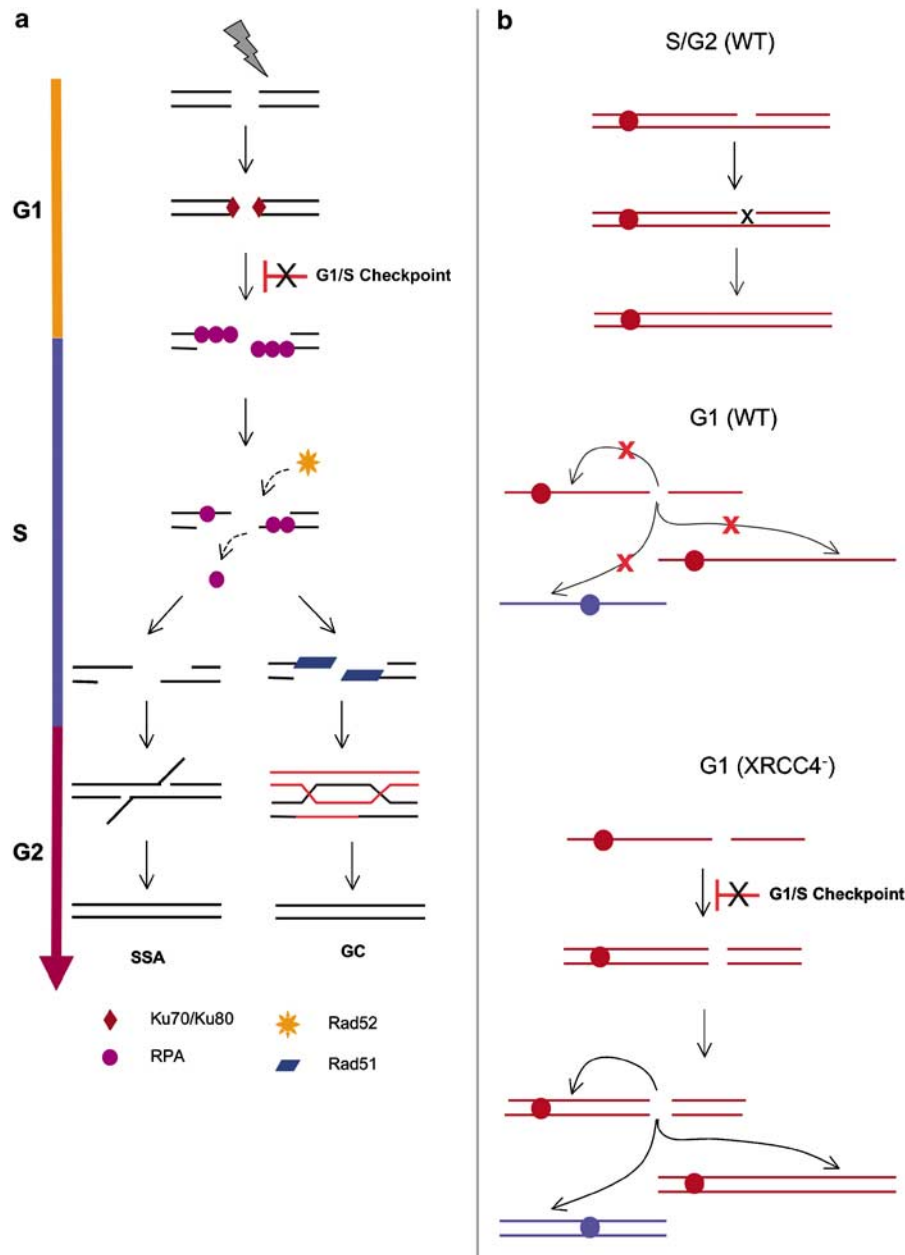 a
G1
G1/S Checkpoint
X
S
G2
SSA
GC
Ku70/Ku80
Rad52
RPA
Rad51
b
S/G2 (WT)
X
G1 (WT)
X
X
X
G1 (XRCC4-)
X
G1/S Checkpoint